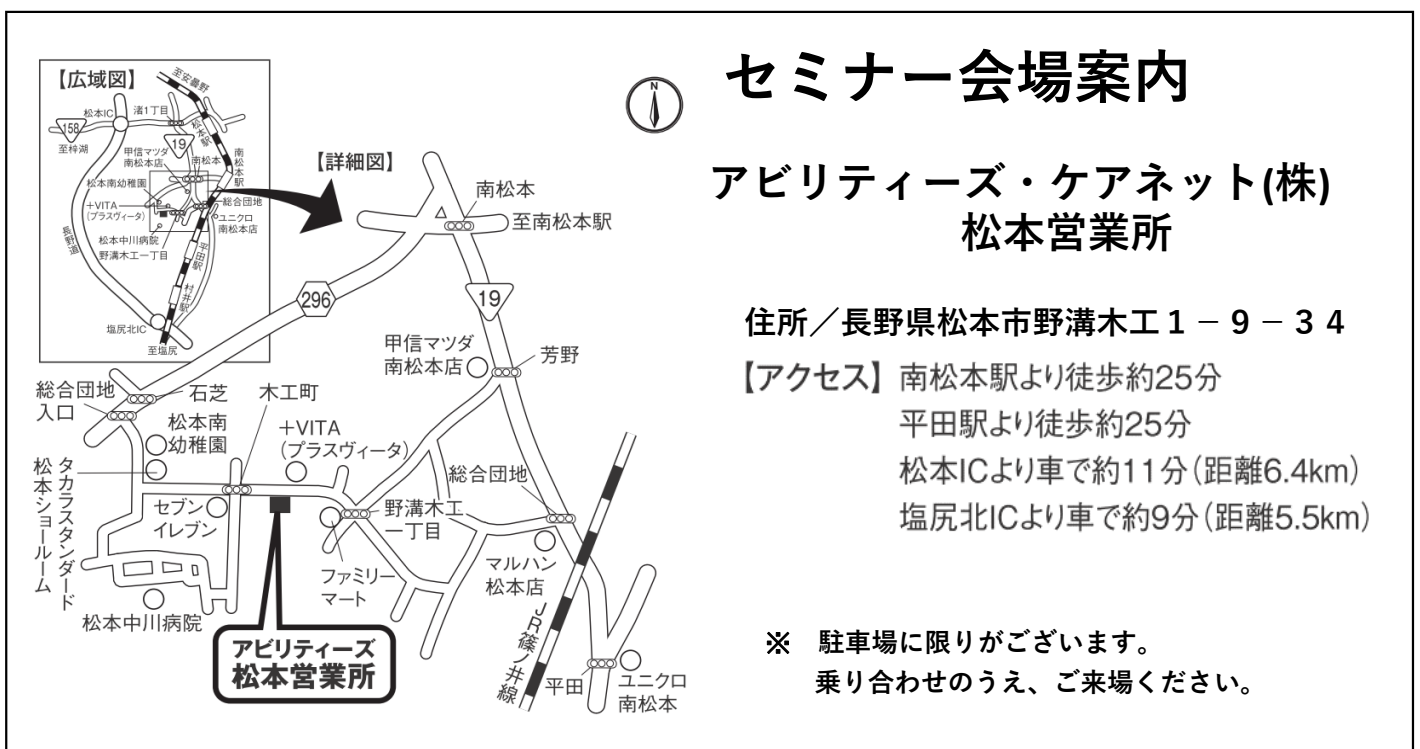 セミナー会場案内
アビリティーズ・ケアネット(株)
松本営業所
住所／長野県松本市野溝木工１－９－３４
【アクセス】南松本駅より徒歩約25分
平田駅より徒歩約25分
松本ICより車で約11分(距離6.4km)
塩尻北ICより車で約9分(距離5.5km)
※ 駐車場に限りがございます。
乗り合わせのうえ、ご来場ください。
【広域図】
至安曇野
松本IC
渚1丁目
松本駅
158
19
至梓湖
甲信マツダ
南松本店
南松本
南松本駅
松本南幼稚園
+VITA
(プラスヴィータ)
総合団地
ユニクロ
南松本店
松本中川病院
野溝木工一丁目
平田駅
長野道
村井駅
塩尻北IC
至塩尻
N
【詳細図】
南松本
至南松本駅
296
19
甲信マツダ
南松本店
芳野
総合団地
入口
石芝
木工町
松本南
幼稚園
+VITA
(プラスヴィータ)
タカラスタンダード
松本ショールーム
セブン
イレブン
野溝木工
一丁目
総合団地
ファミリー
マート
マルハン
松本店
松本中川病院
JR篠ノ井線
アビリティーズ
松本営業所
平田
ユニクロ
南松本